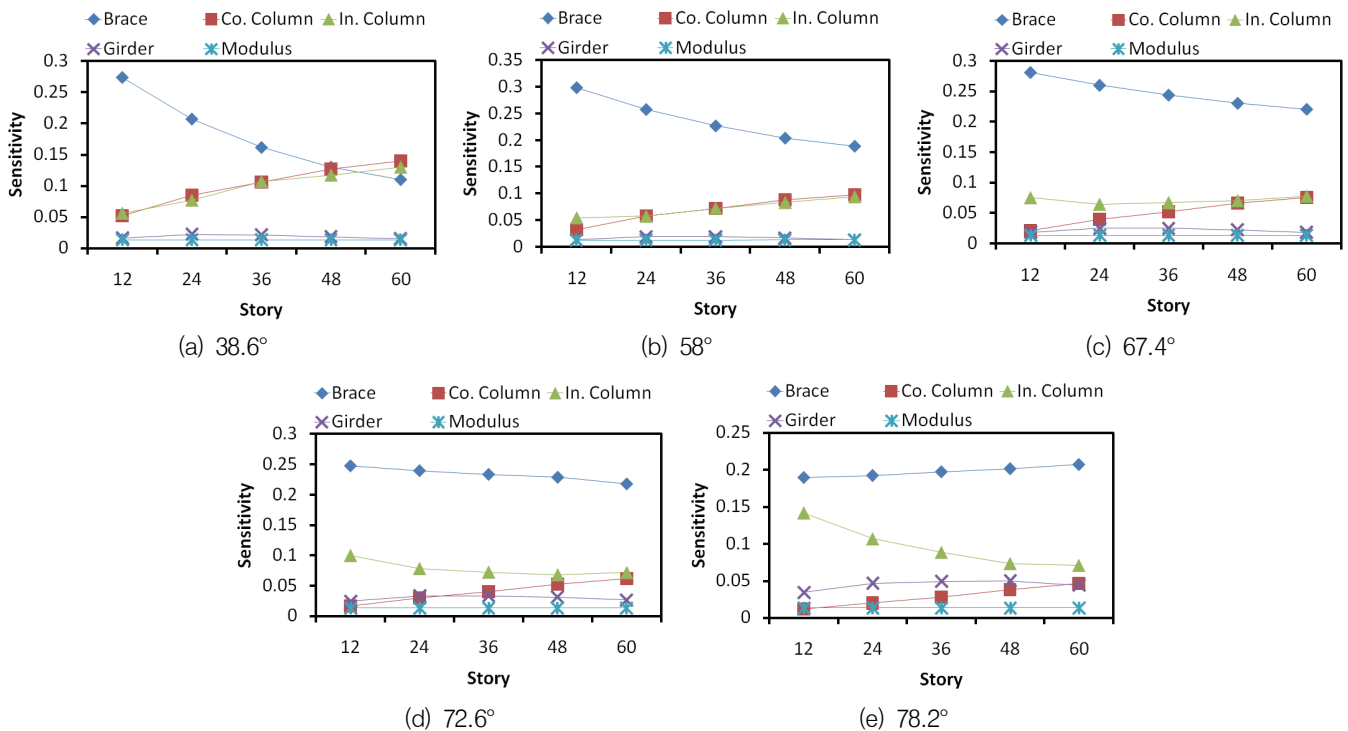 Brace Co. Column In. Column
Girder Modulus
0.3
0.25
0.2
0.15
0.1
0.05
0
Sensitivity
12 24 36 48 60
Story
(a) 38.6°
Brace Co. Column In. Column
Girder Modulus
0.35
0.3
0.25
0.2
0.15
0.1
0.05
0
Sensitivity
12 24 36 48 60
Story
(b) 58°
Brace Co. Column In. Column
Girder Modulus
0.3
0.25
0.2
0.15
0.1
0.05
0
Sensitivity
12 24 36 48 60
Story
(c) 67.4°
Brace Co. Column In. Column
Girder Modulus
0.3
0.25
0.2
0.15
0.1
0.05
0
Sensitivity
12 24 36 48 60
Story
(d) 72.6°
Brace Co. Column In. Column
Girder Modulus
0.25
0.2
0.15
0.1
0.05
0
Sensitivity
12 24 36 48 60
Story
(e) 78.2°